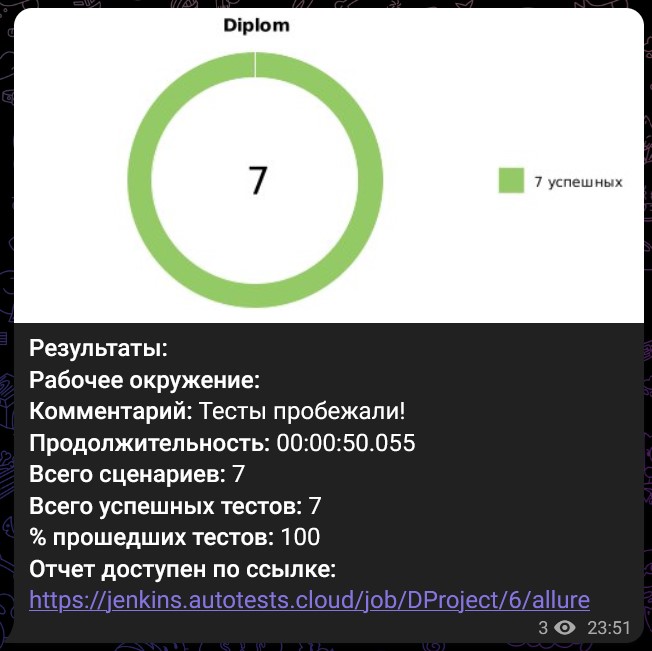 Diplom
7
7 успешных
Результаты:
Рабочее окружение:
Комментарий: Тесты пробежали!
Продолжительность: 00:00:50.055
Всего сценариев: 7
Всего успешных тестов: 7
% прошедших тестов: 100
Отчет доступен по ссылке:
https://jenkins.autotests.cloud/job/DProject/6/allure
3 23:51